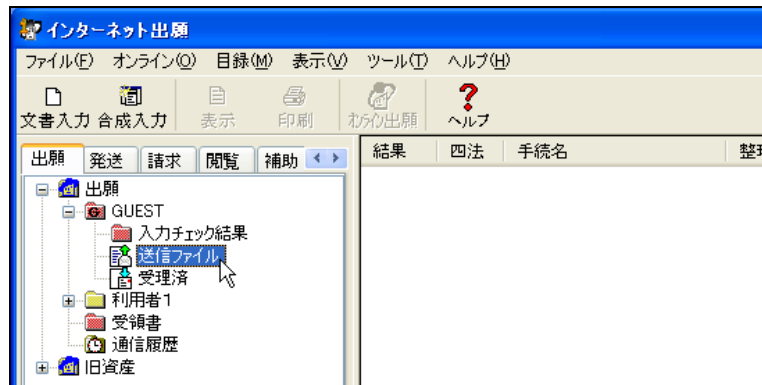 インターネット出願
ファイル(F) オンライン(O) 目録(M) 表示(V) ツール(T) ヘルプ(H)
文書入力 合成入力 表示 印刷 オンライン出願 ヘルプ
出願 発送 請求 閲覧 補助
結果 四法 手続名
出願
GUEST
入力チェック結果
送信ファイル
受理済
利用者1
受領書
通信履歴
旧資産